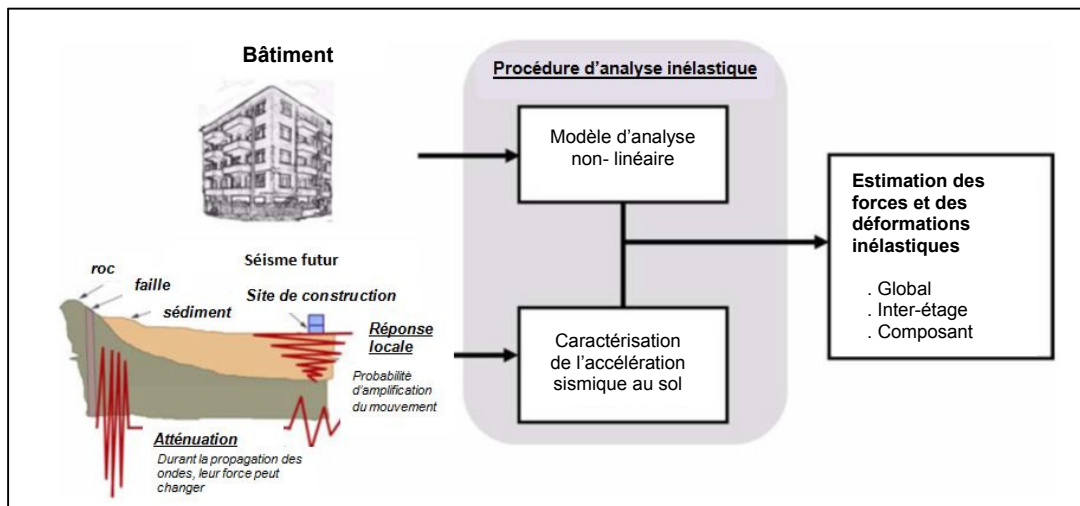 Bâtiment
Procédure d'analyse inélastique
Modèle d'analyse
non- linéaire
Estimation des
forces et des
déformations
inélastiques
. Global
. Inter-étage
. Composant
Séisme futur
roc
faille
sédiment
Site de construction
Réponse
locale
Probabilité
d'amplification
du mouvement
Caractérisation
de l'accélération
sismique au sol
Atténuation
Durant la propagation des
ondes, leur force peut
changer